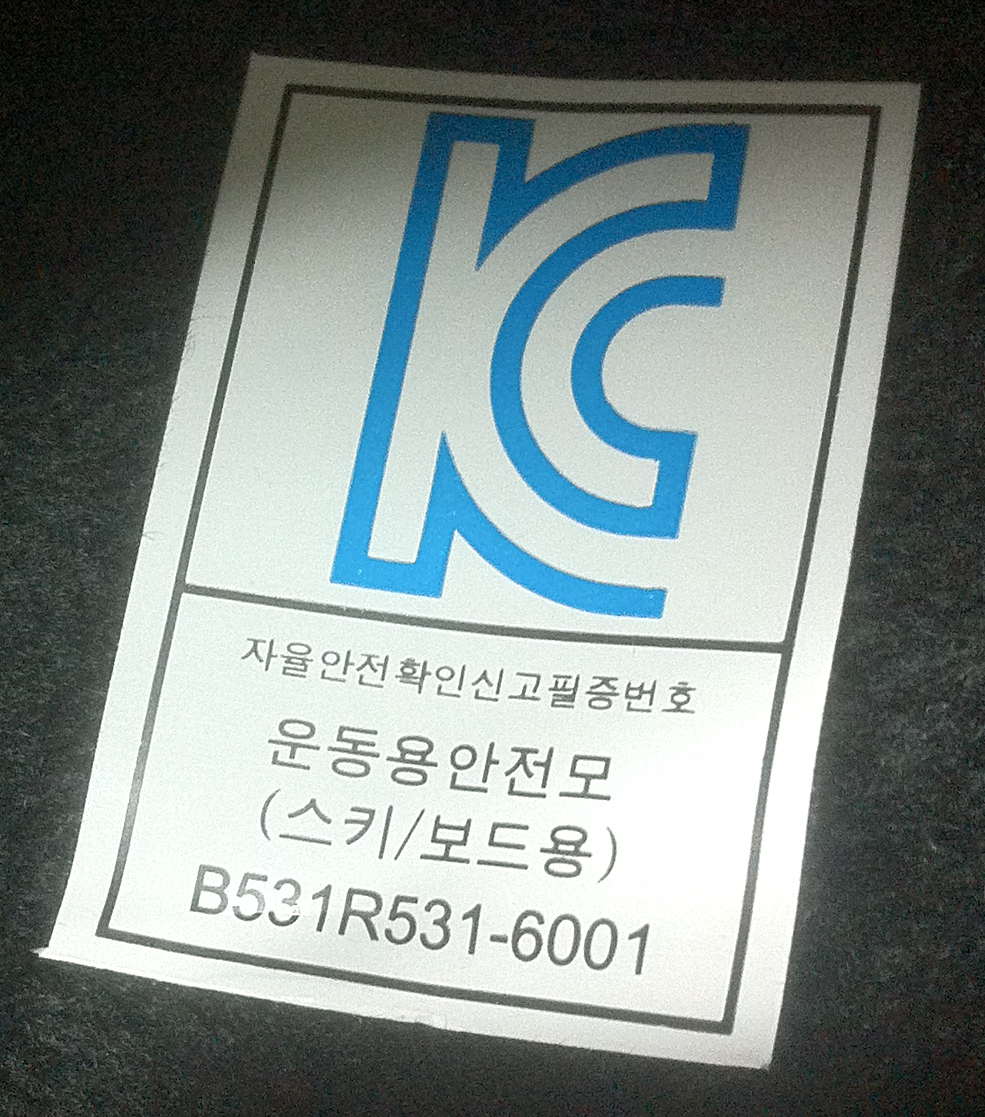 KC
자율안전확인신고필증번호
운동용안전모
(스키/보드용)
B531R531-6001